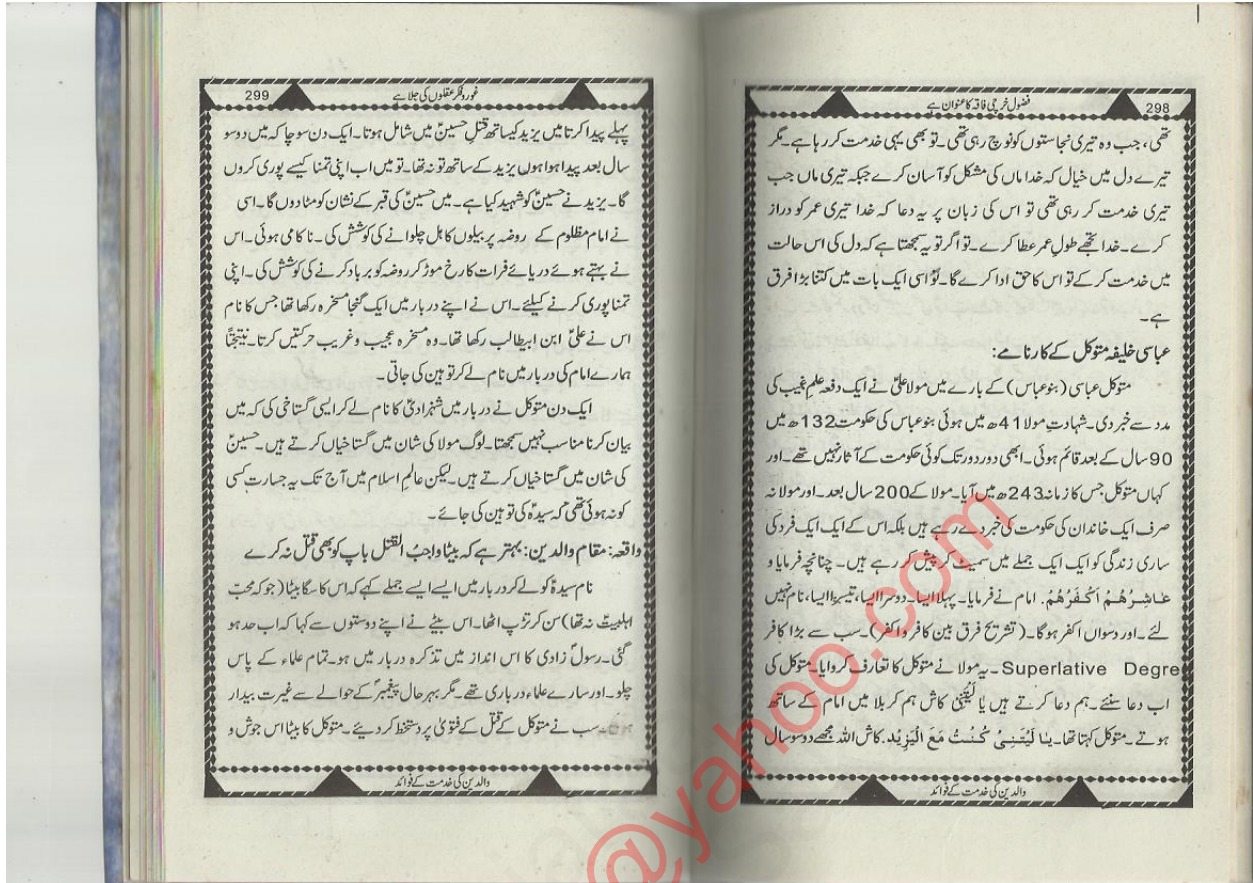 298
فضول خرچی فاقہ کا عنوان ہے
تھی، جب وہ تیری نجاستوں کو نوچ رہی تھی۔ تو بھی یہی خدمت کر رہا ہے۔ مگر
تیرے دل میں خیال کہ خدا ماں کی مشکل کو آسان کرے جبکہ تیری ماں جب
تیری خدمت کر رہی تھی تو اس کی زبان پر یہ دعا کہ خدا تیری عمر کو دراز
کرے۔ خدا تجھے طولِ عمر عطا کرے۔ تو اگر تو یہ سمجھتا ہے کہ دل کی اس حالت
میں خدمت کر کے تو اس کا حق ادا کرے گا۔ تو اسی ایک بات میں کتنا بڑا فرق
ہے۔
عباسی خلیفہ متوکل کے کارنامے:
متوکل عباسی (بنو عباس) کے بارے میں مولا علیؑ نے ایک دفعہ علمِ غیب کی
مدد سے خبر دی۔ شہادتِ مولا 41ھ میں ہوئی بنو عباس کی حکومت 132ھ میں
90 سال کے بعد قائم ہوئی۔ ابھی دور دور تک کوئی حکومت کے آثار نہیں تھے۔ اور
کہاں متوکل جس کا زمانہ 243ھ میں آیا۔ مولا کے 200 سال بعد۔ اور مولا نہ
صرف ایک خاندان کی حکومت کی خبر دے رہے ہیں بلکہ اس کے ایک ایک فرد کی
ساری زندگی کو ایک ایک جملے میں سمیٹ کر پیش کر رہے ہیں۔ چنانچہ فرمایا و
عَاشِرُهُمْ اَكْفَرُهُمْ. امام نے فرمایا۔ پہلا ایسا۔ دوسرا ایسا، تیسرا ایسا، نام نہیں
لئے۔ اور دسواں اکفر ہوگا۔ (تشریح فرق بین کافر و اکفر)۔ سب سے بڑا کافر
Superlative Degre۔ یہ مولا نے متوکل کا تعارف کروایا۔ متوکل کی
اب دعا سنئے۔ ہم دعا کرتے ہیں یا لَیْتَنِی کاش ہم کربلا میں امام کے ساتھ
ہوتے۔ متوکل کہتا تھا۔ یٰا لَیْتَنِیْ کُنْتُ مَعَ الْیَزِیْد. کاش اللہ مجھے دو سو سال
والدین کی خدمت کے فوائد
299
غور و فکر عقلوں کی جلا ہے
پہلے پیدا کرتا میں یزید کیساتھ قتلِ حسینؑ میں شامل ہوتا۔ ایک دن سوچا کہ میں دو سو
سال بعد پیدا ہوا ہوں یزید کے ساتھ تو نہ تھا۔ تو میں اب اپنی تمنا کیسے پوری کروں
گا۔ یزید نے حسینؑ کو شہید کیا ہے۔ میں حسینؑ کی قبر کے نشان کو مٹا دوں گا۔ اسی
نے امام مظلوم کے روضہ پر بیلوں کا ہل چلوانے کی کوشش کی۔ ناکامی ہوئی۔ اس
نے بہتے ہوئے دریائے فرات کا رخ موڑ کر روضہ کو برباد کرنے کی کوشش کی۔ اپنی
تمنا پوری کرنے کیلئے۔ اس نے اپنے دربار میں ایک گنجا مسخرہ رکھا تھا جس کا نام
اس نے علیؑ ابن ابیطالب رکھا تھا۔ وہ مسخرہ عجیب و غریب حرکتیں کرتا۔ نتیجتاً
ہمارے امام کی دربار میں نام لے کر توہین کی جاتی۔
ایک دن متوکل نے دربار میں شہزادیؑ کا نام لے کر ایسی گستاخی کی کہ میں
بیان کرنا مناسب نہیں سمجھتا۔ لوگ مولا کی شان میں گستاخیاں کرتے ہیں۔ حسینؑ
کی شان میں گستاخیاں کرتے ہیں۔ لیکن عالمِ اسلام میں آج تک یہ جسارت کسی
کو نہ ہوئی تھی کہ سیدہؑ کی توہین کی جائے۔
واقعہ: مقام والدین: بہتر ہے کہ بیٹا واجبُ القتل باپ کو بھی قتل نہ کرے
نام سیدہؑ کو لے کر دربار میں ایسے ایسے جملے کہے کہ اس کا سگا بیٹا (جو کہ محبّ
اہلبیتؑ نہ تھا) سن کر تڑپ اٹھا۔ اس بیٹے نے اپنے دوستوں سے کہا کہ اب حد ہو
گئی۔ رسولؐ زادی کا اس انداز میں تذکرہ دربار میں ہو۔ تمام علماء کے پاس
چلو۔ اور سارے علماء درباری تھے۔ مگر بہرحال پیغمبرؐ کے حوالے سے غیرت بیدار
سب نے متوکل کے قتل کے فتویٰ پر دستخط کر دیئے۔ متوکل کا بیٹا اس جوش و
والدین کی خدمت کے فوائد
@yahoo.com